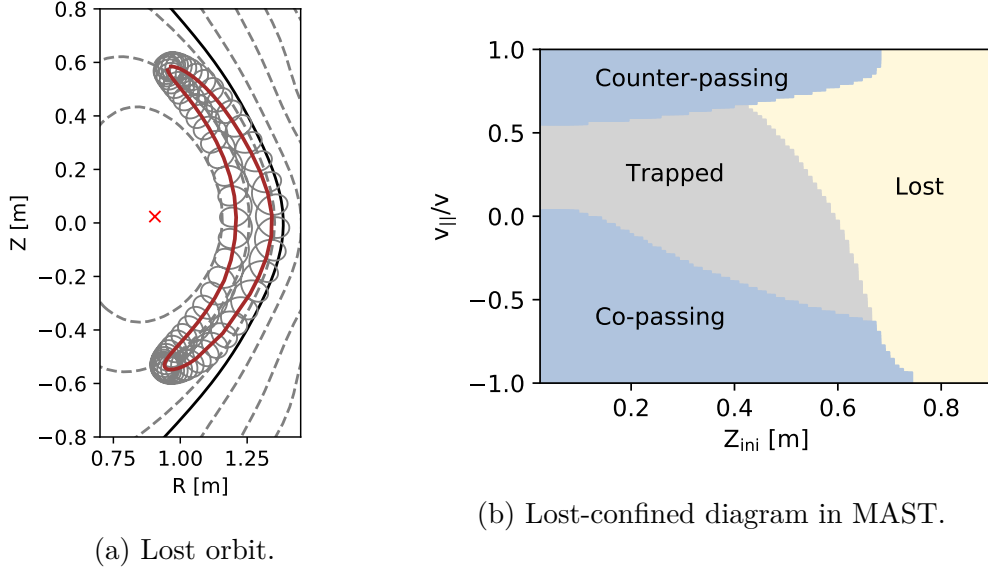 0.8
0.6
0.4
0.2
0.0
−0.2
−0.4
−0.6
−0.8
Z [m]
0.75 1.00 1.25
R [m]
(a) Lost orbit.
1.0
0.5
0.0
−0.5
−1.0
v||/v
Counter-passing
Trapped
Lost
Co-passing
0.2 0.4 0.6 0.8
Zini [m]
(b) Lost-confined diagram in MAST.